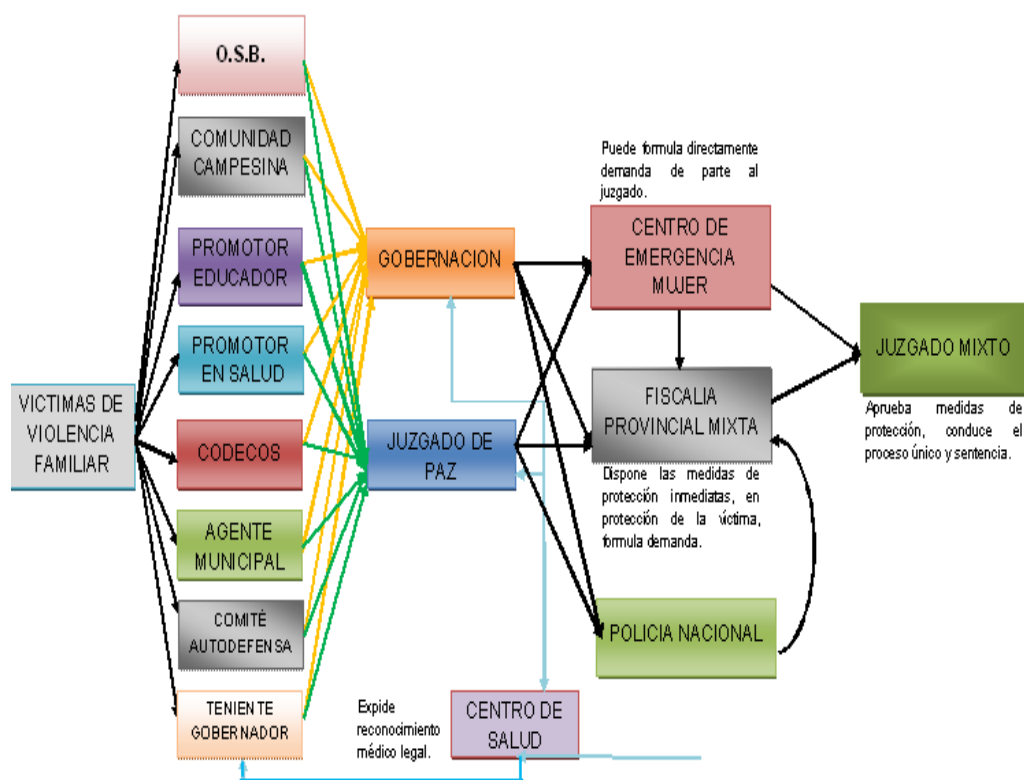 VICTIMAS DE
VIOLENCIA
FAMILIAR
O.S.B.
COMUNIDAD
CAMPESINA
PROMOTOR
EDUCADOR
PROMOTOR
EN SALUD
CODECOS
AGENTE
MUNICIPAL
COMITÉ
AUTODEFENSA
TENIENTE
GOBERNADOR
GOBERNACION
JUZGADO DE
PAZ
Expide
reconocimiento
médico legal.
CENTRO DE
SALUD
Puede formula directamente
demanda de parte al
juzgado.
CENTRO DE
EMERGENCIA
MUJER
FISCALIA
PROVINCIAL MIXTA
Dispone las medidas de
protección inmediatas, en
protección de la víctima,
formula demanda.
POLICIA NACIONAL
JUZGADO MIXTO
Aprueba medidas de
protección, conduce el
proceso único y sentencia.